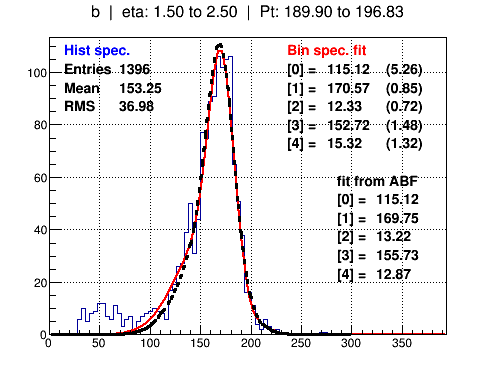 b | eta: 1.50 to 2.50 | Pt: 189.90 to 196.83
Hist spec.
Entries 1396
Mean 153.25
RMS 36.98
Bin spec. fit
[0] = 115.12 (5.26)
[1] = 170.57 (0.85)
[2] = 12.33 (0.72)
[3] = 152.72 (1.48)
[4] = 15.32 (1.32)
fit from ABF
[0] = 115.12
[1] = 169.75
[2] = 13.22
[3] = 155.73
[4] = 12.87
100
80
60
40
20
0
0 50 100 150 200 250 300 350